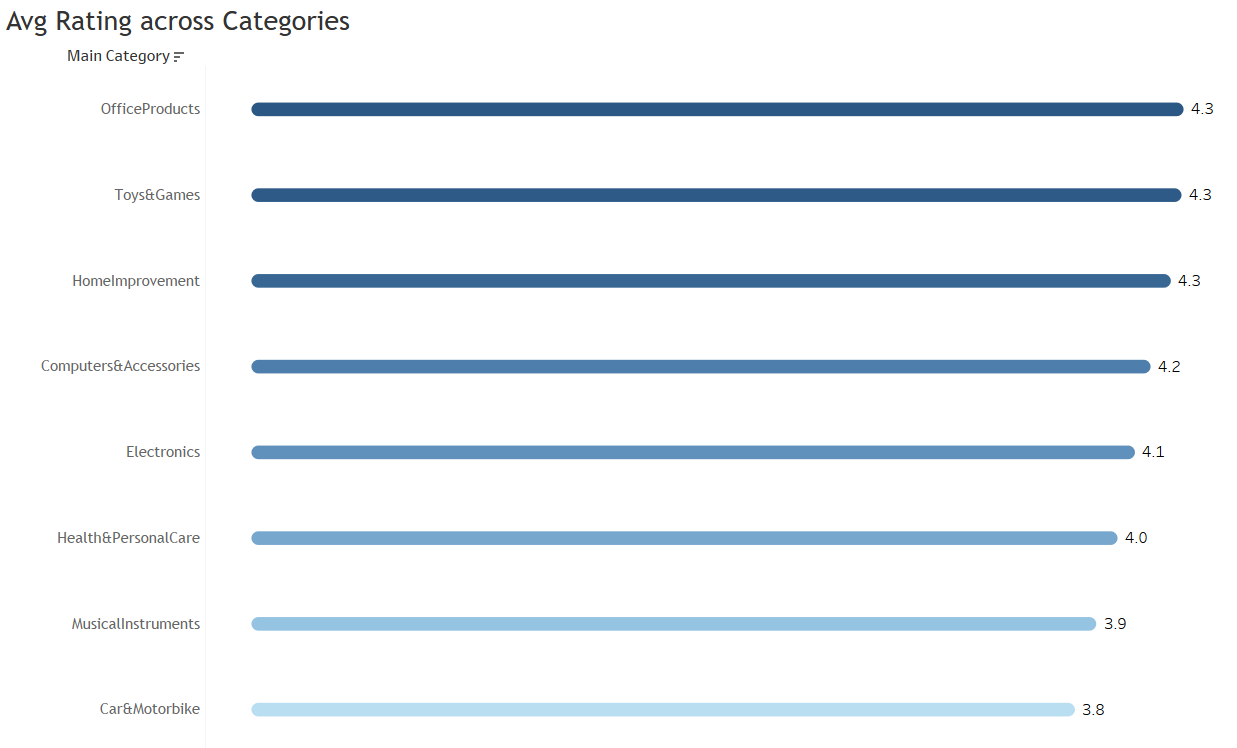 Avg Rating across Categories
Main Category
OfficeProducts 4.3
Toys&Games 4.3
HomeImprovement 4.3
Computers&Accessories 4.2
Electronics 4.1
Health&PersonalCare 4.0
MusicalInstruments 3.9
Car&Motorbike 3.8